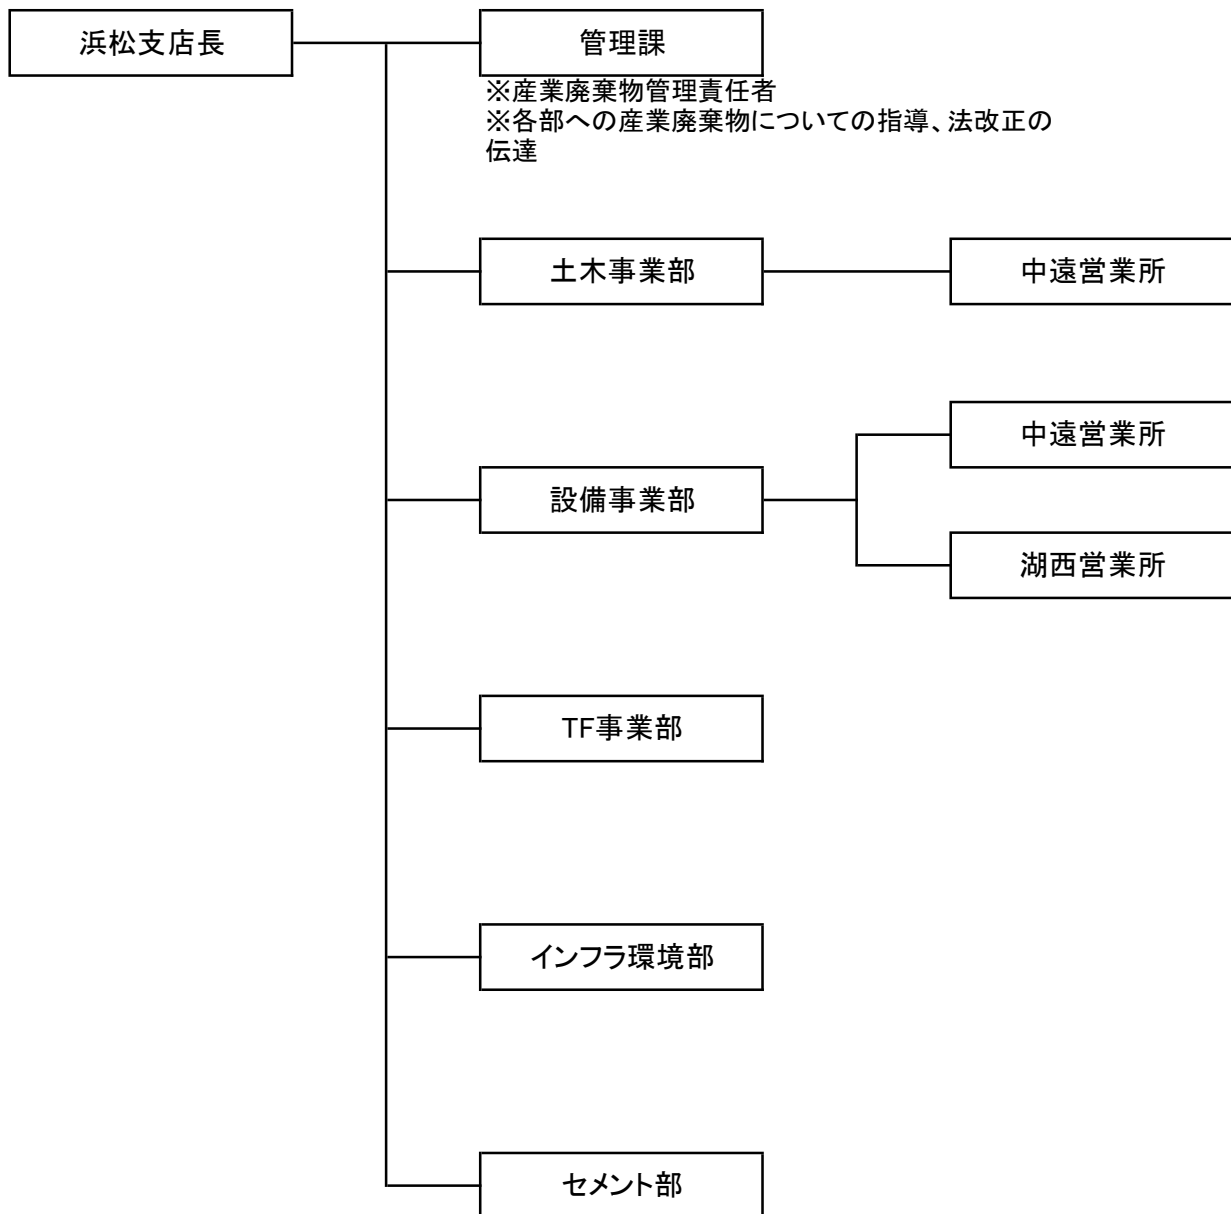 浜松支店長
管理課
※産業廃棄物管理責任者
※各部への産業廃棄物についての指導、法改正の
伝達
土木事業部
中遠営業所
中遠営業所
設備事業部
湖西営業所
TF事業部
インフラ環境部
セメント部